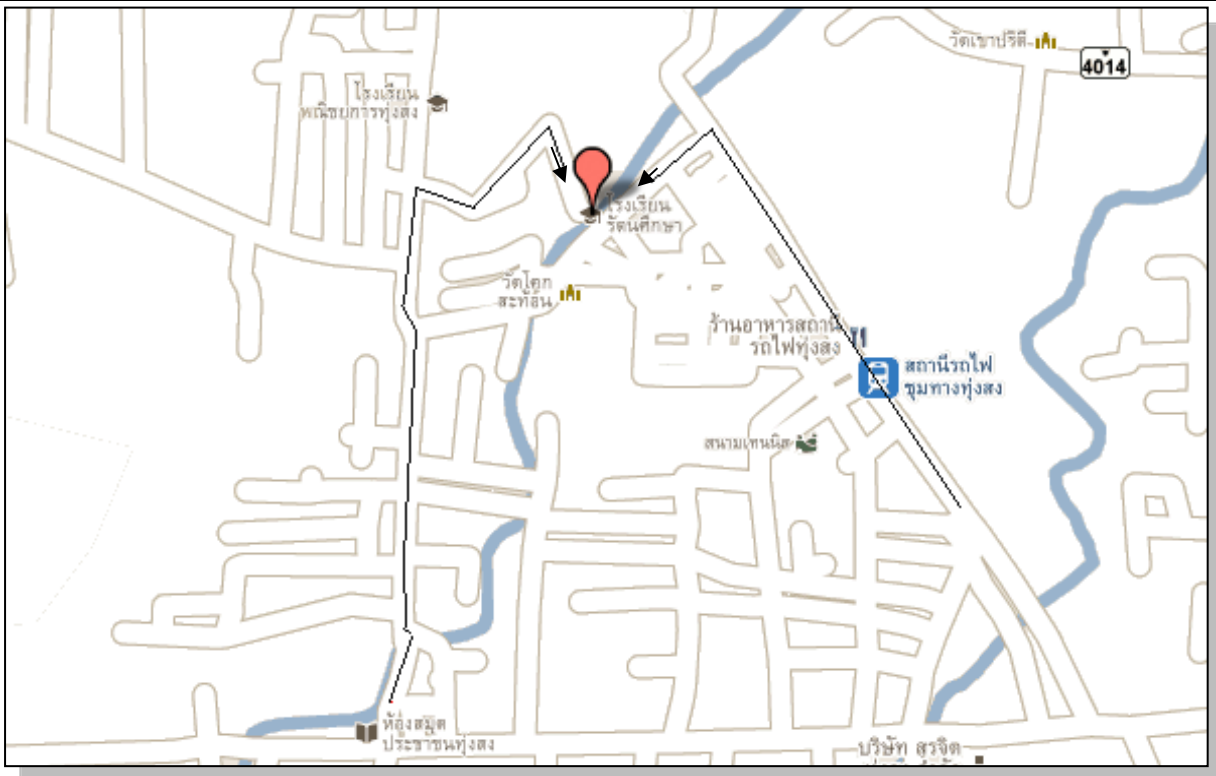 วัดเขาปรีดี
4014
โรงเรียน
พณิชยการทุ่งสง
โรงเรียน
รัตน์ศึกษา
วัดโคก
สะท้อน
ร้านอาหารสถานี
รถไฟทุ่งสง
สถานีรถไฟ
ชุมทางทุ่งสง
สนามเทนนิส
ห้องสมุด
ประชาชนทุ่งสง
บริษัท สุรจิต